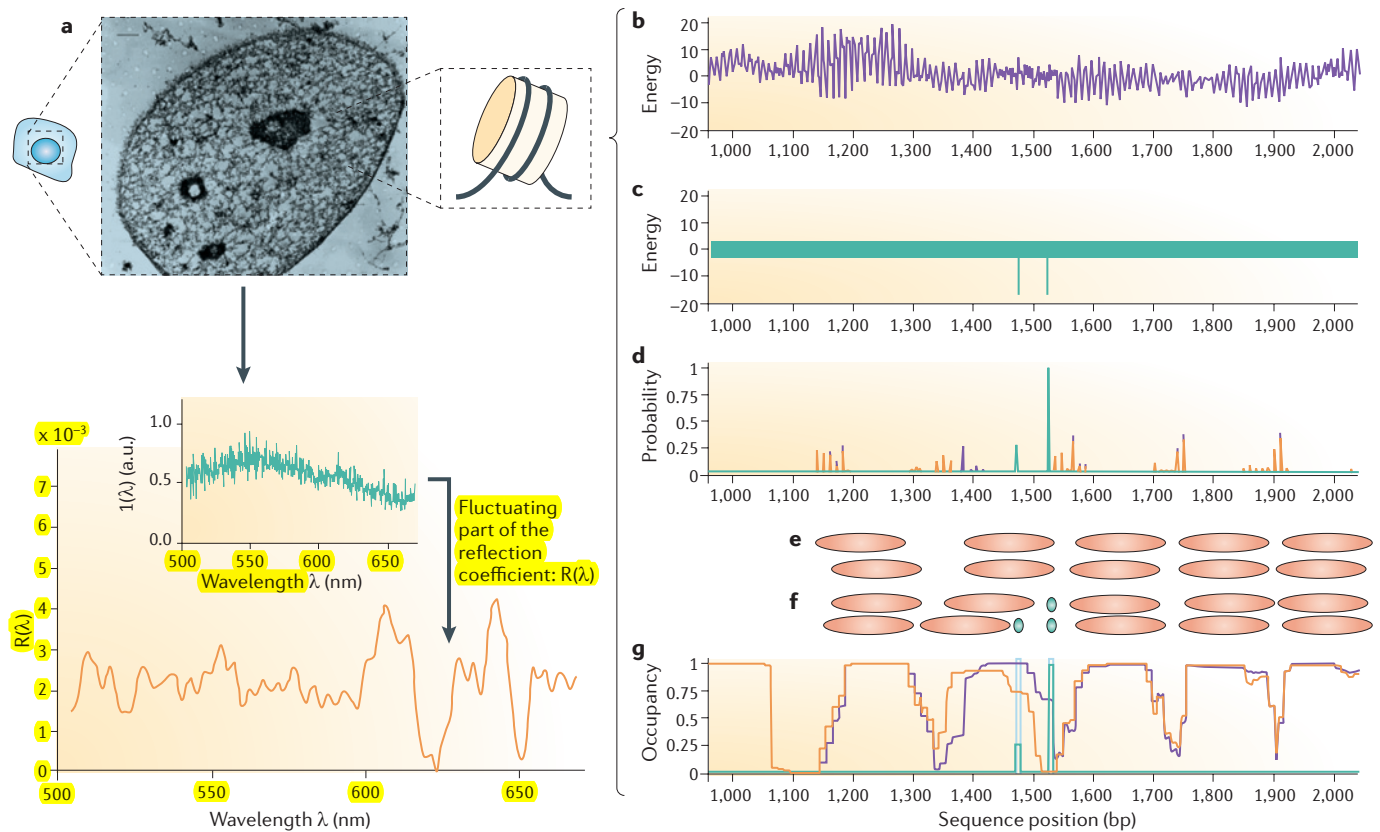 a
x 10⁻³
7
6
5
4
3
2
1
0
R(λ)
500
550
600
650
Wavelength λ (nm)
1.0
0.5
0.0
1(λ) (a.u.)
500
550
600
650
Wavelength λ (nm)
Fluctuating
part of the
reflection
coefficient: R(λ)
b
Energy
20
10
0
−10
−20
1,000 1,100 1,200 1,300 1,400 1,500 1,600 1,700 1,800 1,900 2,000
c
Energy
20
10
0
−10
−20
1,000 1,100 1,200 1,300 1,400 1,500 1,600 1,700 1,800 1,900 2,000
d
Probability
1
0.75
0.5
0.25
0
1,000 1,100 1,200 1,300 1,400 1,500 1,600 1,700 1,800 1,900 2,000
e
f
g
Occupancy
1
0.75
0.5
0.25
0
1,000 1,100 1,200 1,300 1,400 1,500 1,600 1,700 1,800 1,900 2,000
Sequence position (bp)